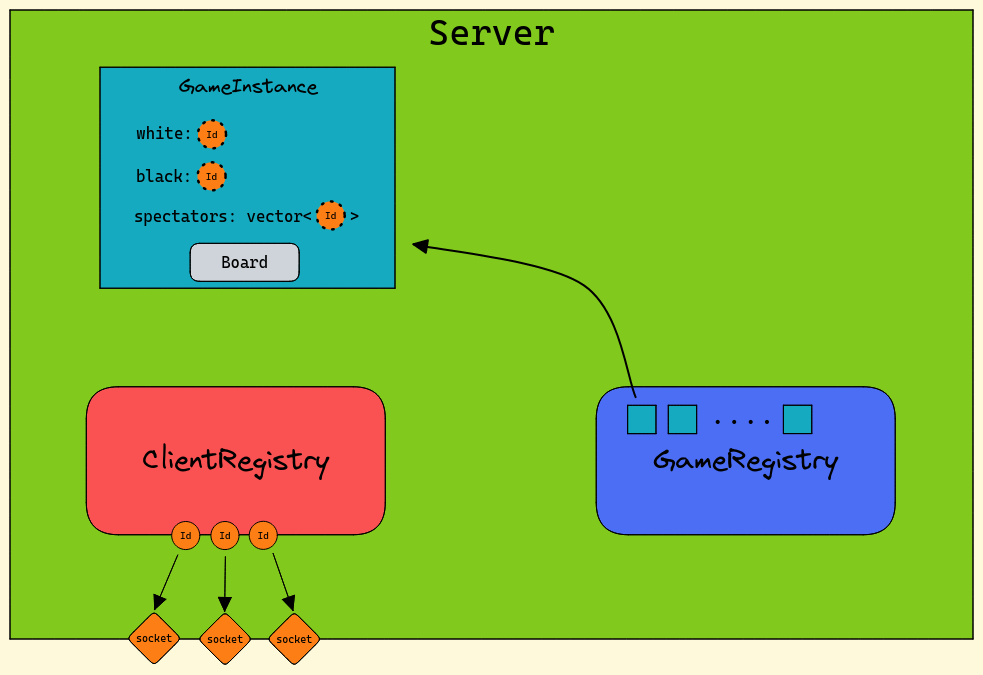 Server
GameInstance
white: Id
black: Id
spectators: vector< Id >
Board
ClientRegistry
. . . .
GameRegistry
Id Id Id
socket socket socket